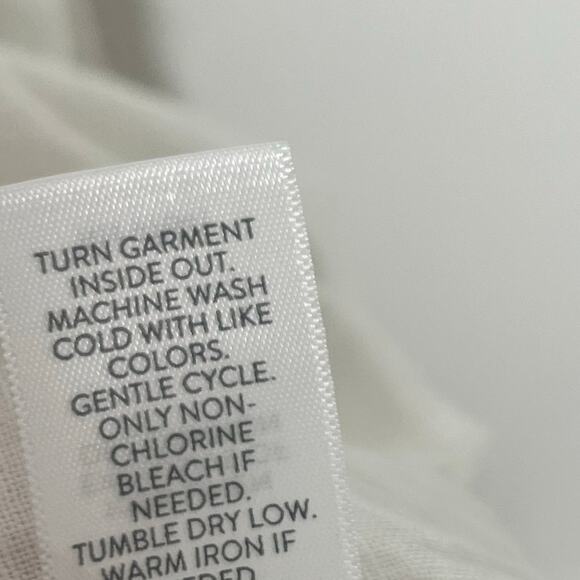 TURN GARMENT
INSIDE OUT.
MACHINE WASH
COLD WITH LIKE
COLORS.
GENTLE CYCLE.
ONLY NON-
CHLORINE
BLEACH IF
NEEDED.
TUMBLE DRY LOW.
WARM IRON IF
NEEDED